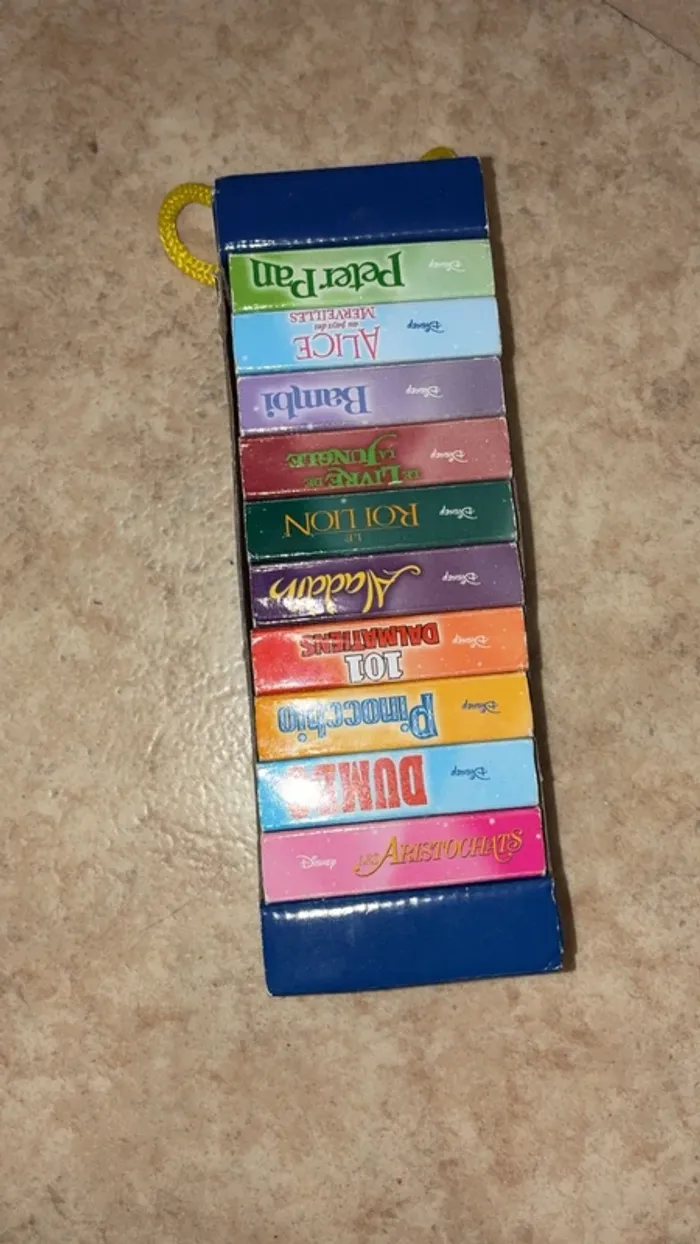 Peter Pan
Disney
ALICE
au pays des
MERVEILLES
Disney
Bambi
Disney
LE LIVRE DE
LA JUNGLE
Disney
LE
ROI LION
Disney
Aladdin
Disney
101
DALMATIENS
Disney
Pinocchio
Disney
DUMBO
Disney
Disney
LES ARISTOCHATS